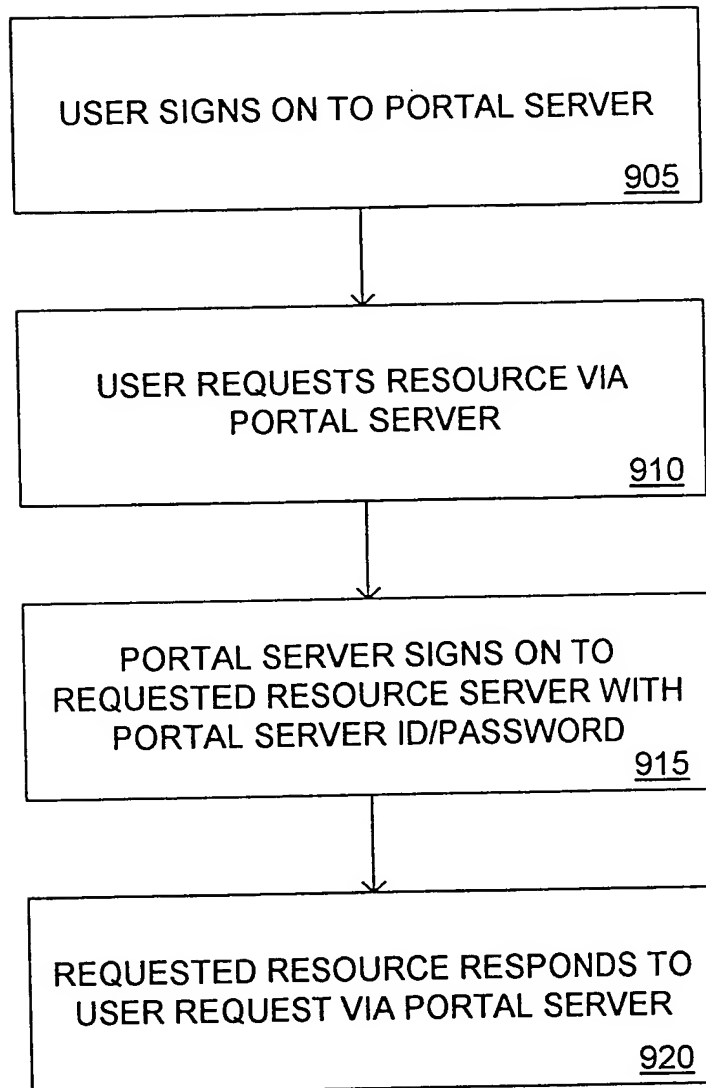 USER SIGNS ON TO PORTAL SERVER
905
USER REQUESTS RESOURCE VIA
PORTAL SERVER
910
PORTAL SERVER SIGNS ON TO
REQUESTED RESOURCE SERVER WITH
PORTAL SERVER ID/PASSWORD
915
REQUESTED RESOURCE RESPONDS TO
USER REQUEST VIA PORTAL SERVER
920